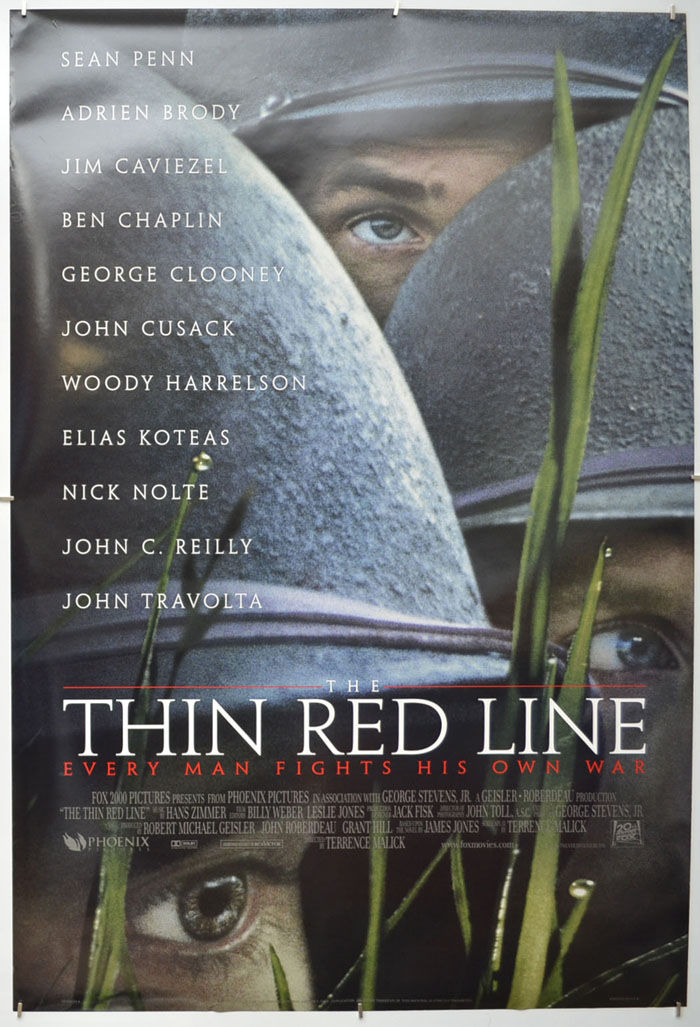 SEAN PENN
ADRIEN BRODY
JIM CAVIEZEL
BEN CHAPLIN
GEORGE CLOONEY
JOHN CUSACK
WOODY HARRELSON
ELIAS KOTEAS
NICK NOLTE
JOHN C. REILLY
JOHN TRAVOLTA
THE
THIN RED LINE
EVERY MAN FIGHTS HIS OWN WAR
FOX 2000 PICTURES PRESENTS FROM PHOENIX PICTURES IN ASSOCIATION WITH GEORGE STEVENS, JR. A GEISLER - ROBERDEAU PRODUCTION
"THE THIN RED LINE" HANS ZIMMER BILLY WEBER LESLIE JONES JACK FISK JOHN TOLL, A.S.C. GEORGE STEVENS, JR.
ROBERT MICHAEL GEISLER JOHN ROBERDEAU GRANT HILL JAMES JONES TERRENCE MALICK
TERRENCE MALICK
PHOENIX
www.foxmovies.com